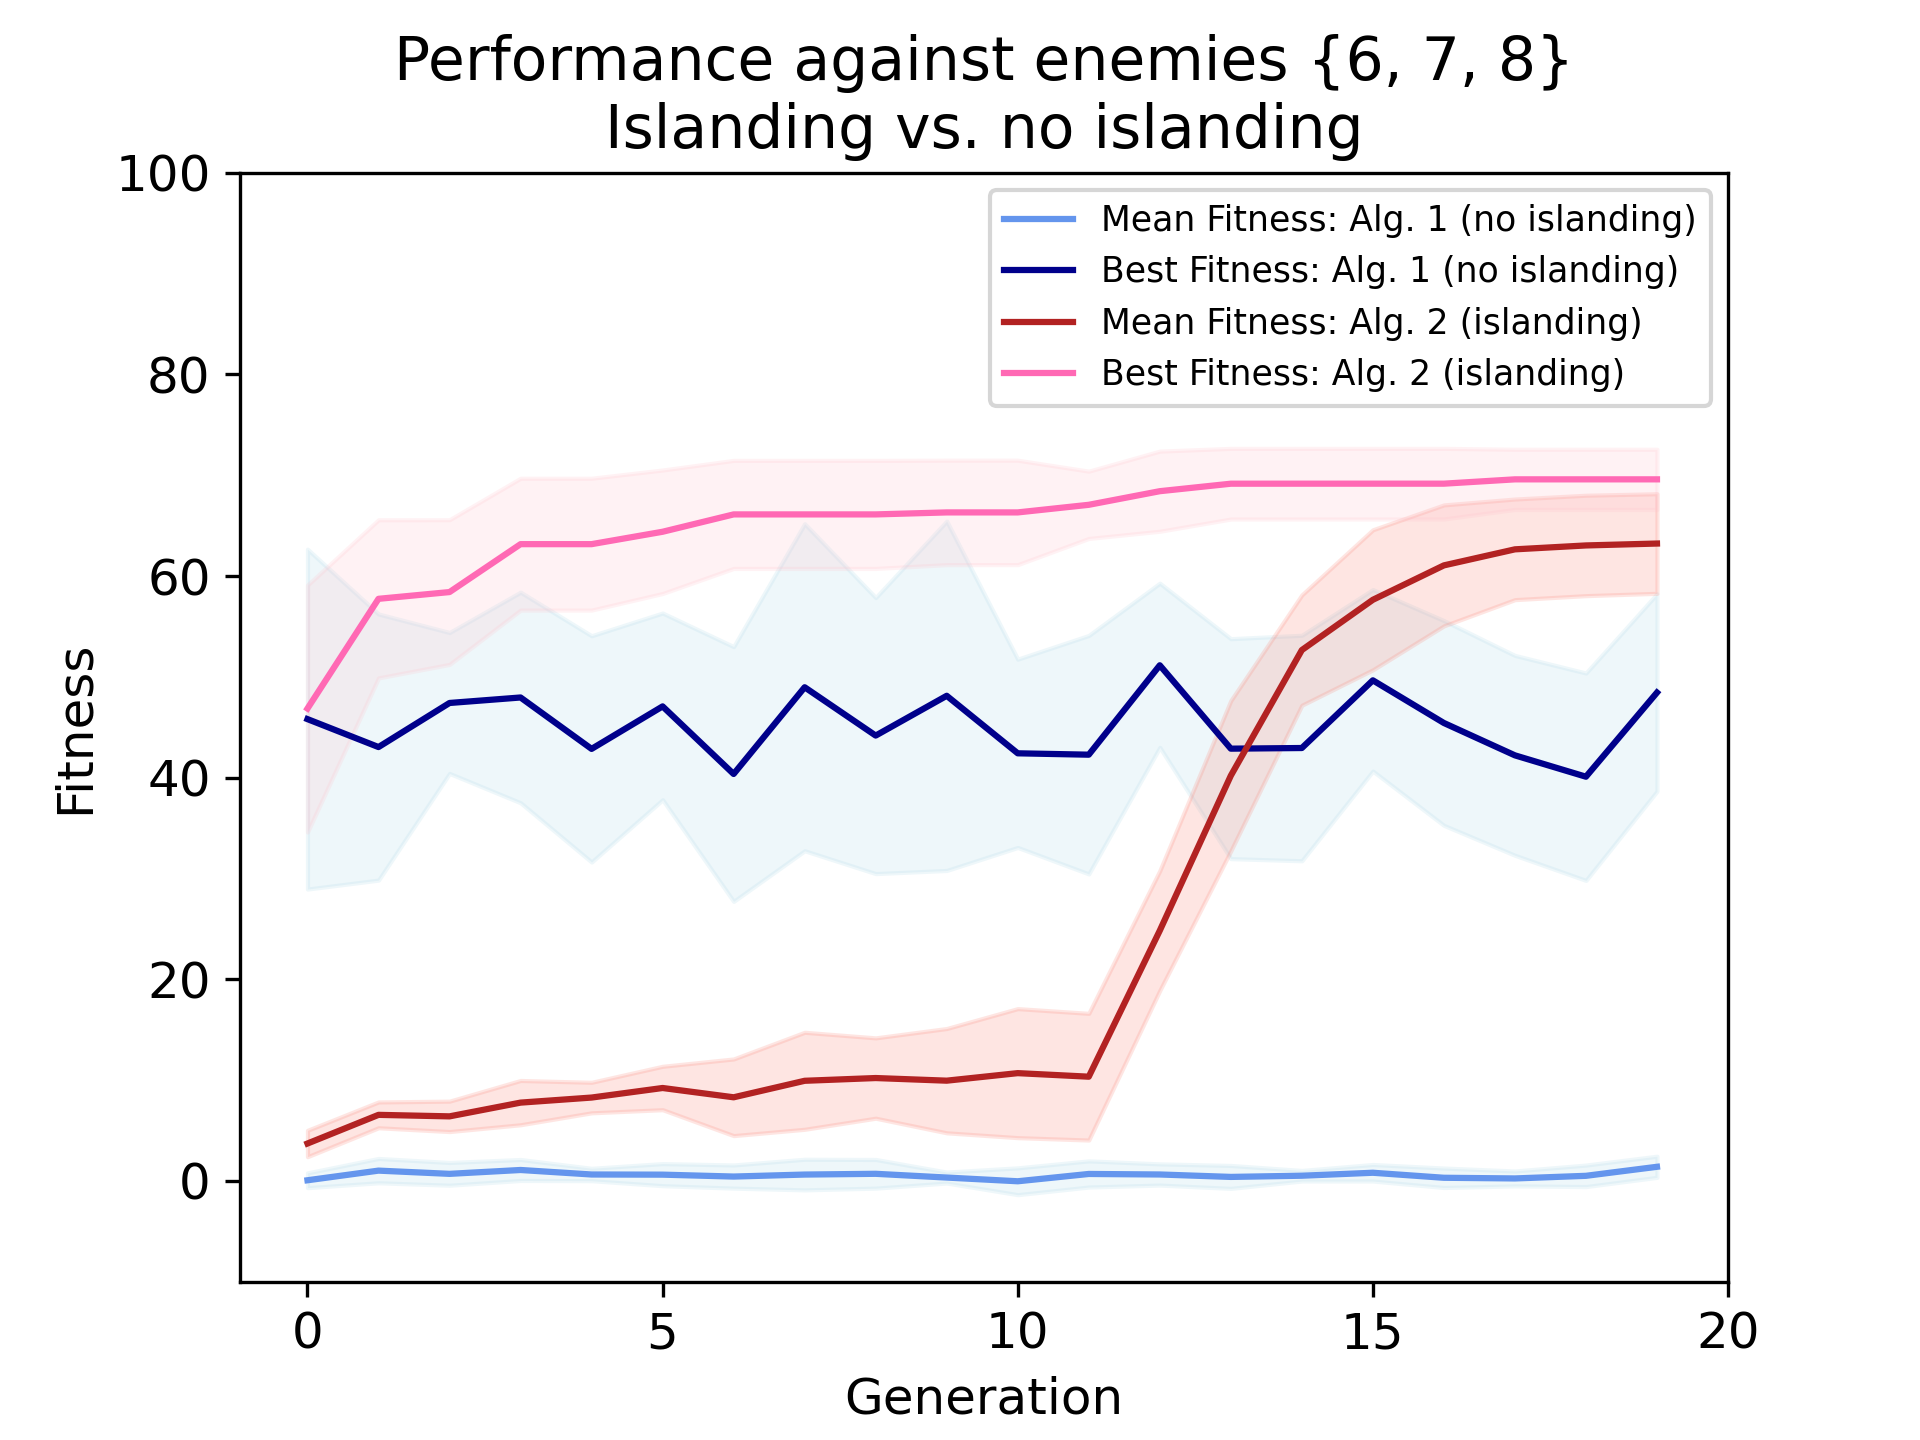 Performance against enemies {6, 7, 8}
Islanding vs. no islanding
100
80
60
40
20
0
Fitness
Mean Fitness: Alg. 1 (no islanding)
Best Fitness: Alg. 1 (no islanding)
Mean Fitness: Alg. 2 (islanding)
Best Fitness: Alg. 2 (islanding)
0 5 10 15 20
Generation